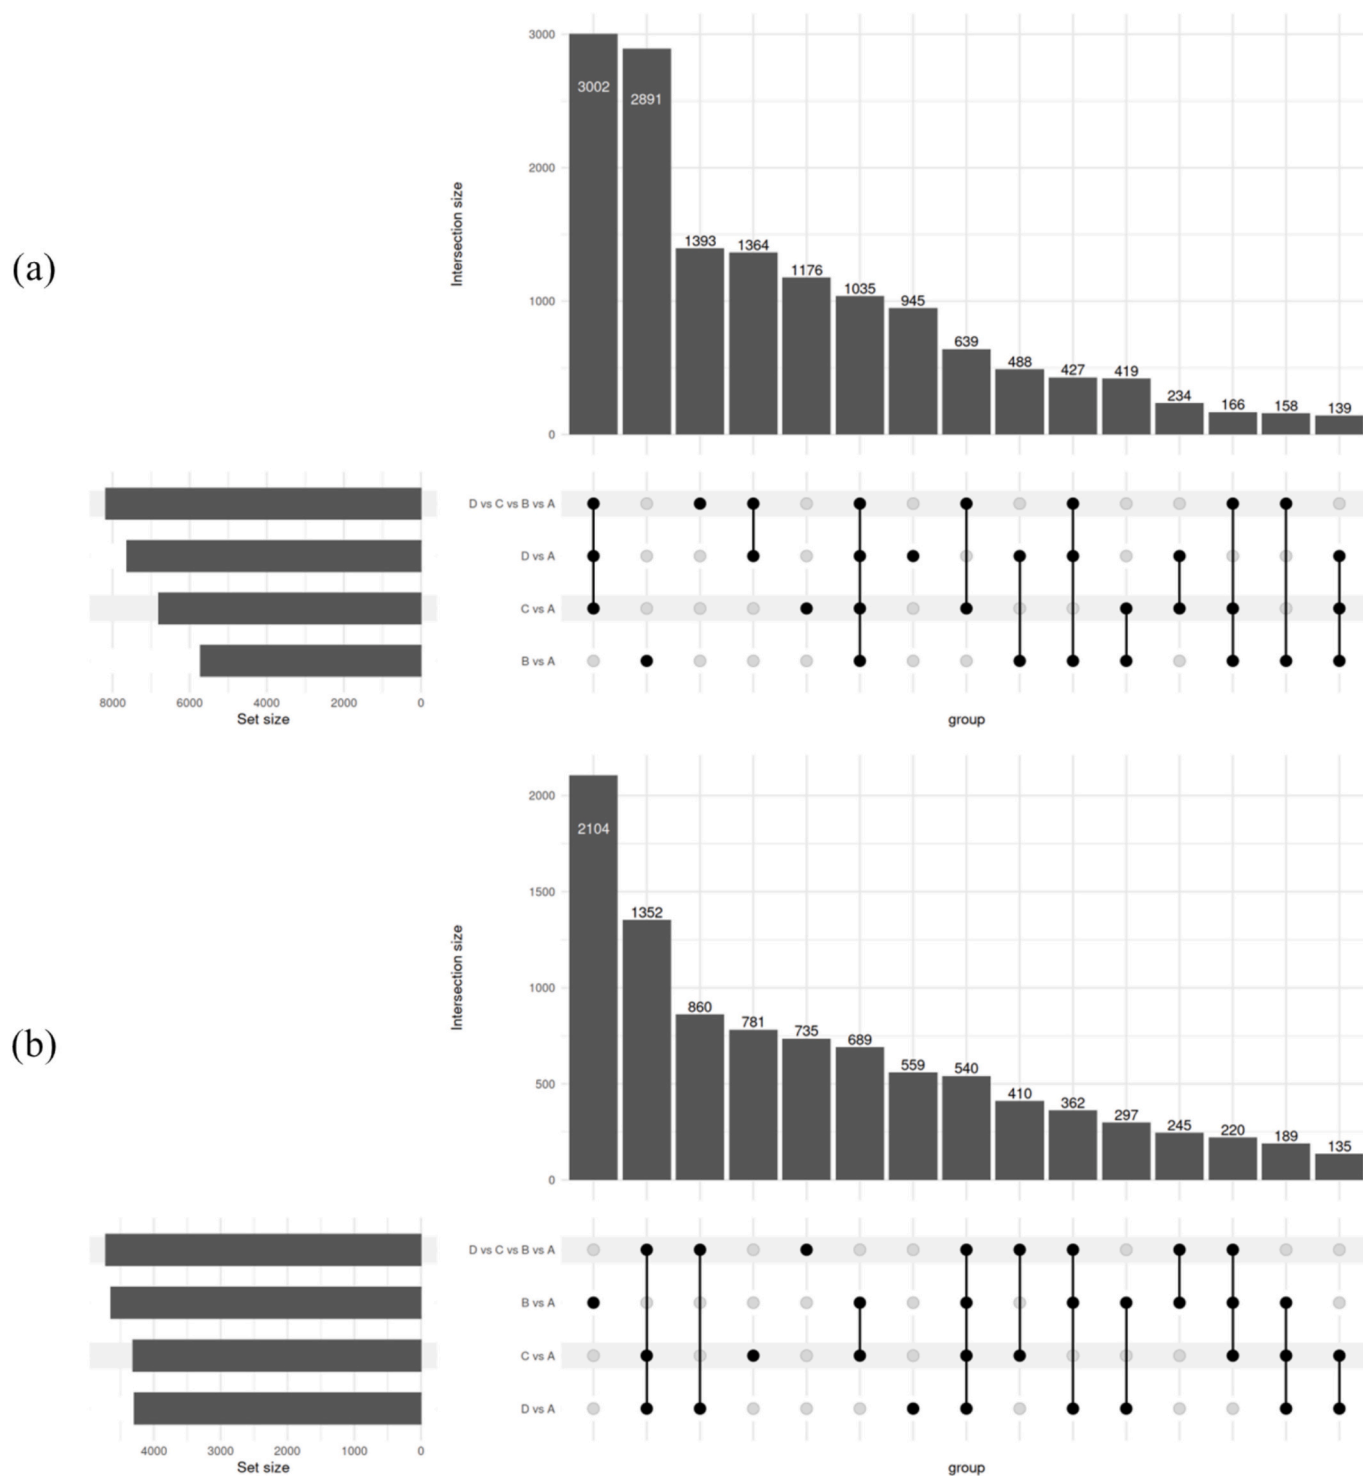 (a)
Intersection size
3000
2000
1000
0
3002
2891
1393
1364
1176
1035
945
639
488
427
419
234
166
158
139
D vs C vs B vs A
D vs A
C vs A
B vs A
8000 6000 4000 2000 0
Set size
group
(b)
Intersection size
2000
1500
1000
500
0
2104
1352
860
781
735
689
559
540
410
362
297
245
220
189
135
D vs C vs B vs A
B vs A
C vs A
D vs A
4000 3000 2000 1000 0
Set size
group